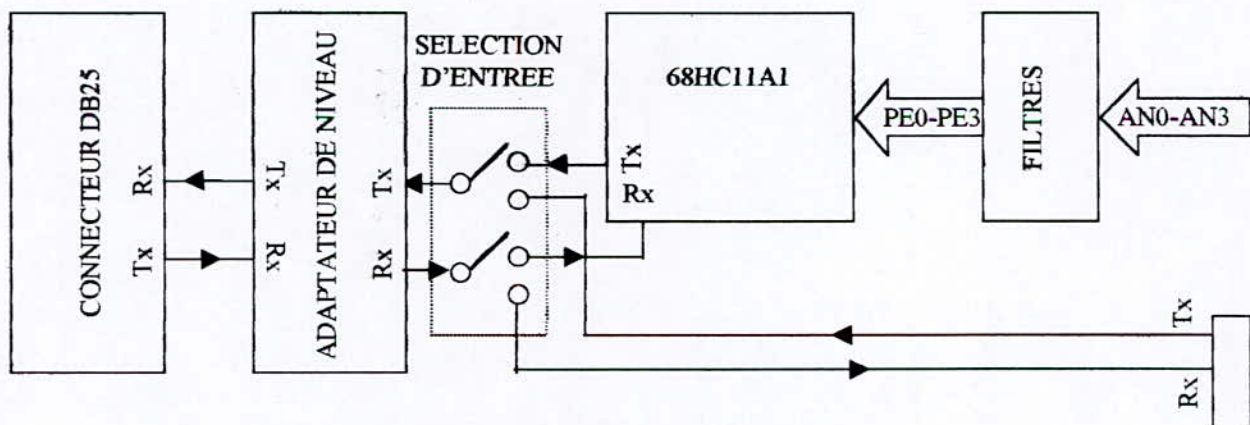 CONNECTEUR DB25
Rx
Tx
ADAPTATEUR DE NIVEAU
Tx
Rx
Tx
Rx
SELECTION
D'ENTREE
68HC11A1
Tx
Rx
PE0-PE3
FILTRES
AN0-AN3
Tx
Rx